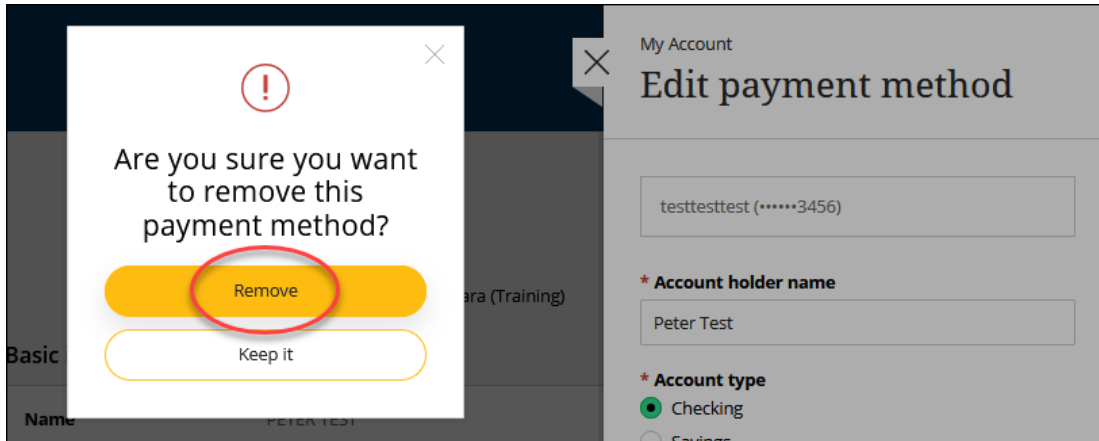 Are you sure you want
to remove this
payment method?
Remove
Keep it
ara (Training)
Basic
Name
PETER TEST
My Account
Edit payment method
testtesttest (••••••3456)
* Account holder name
Peter Test
* Account type
Checking
Savings